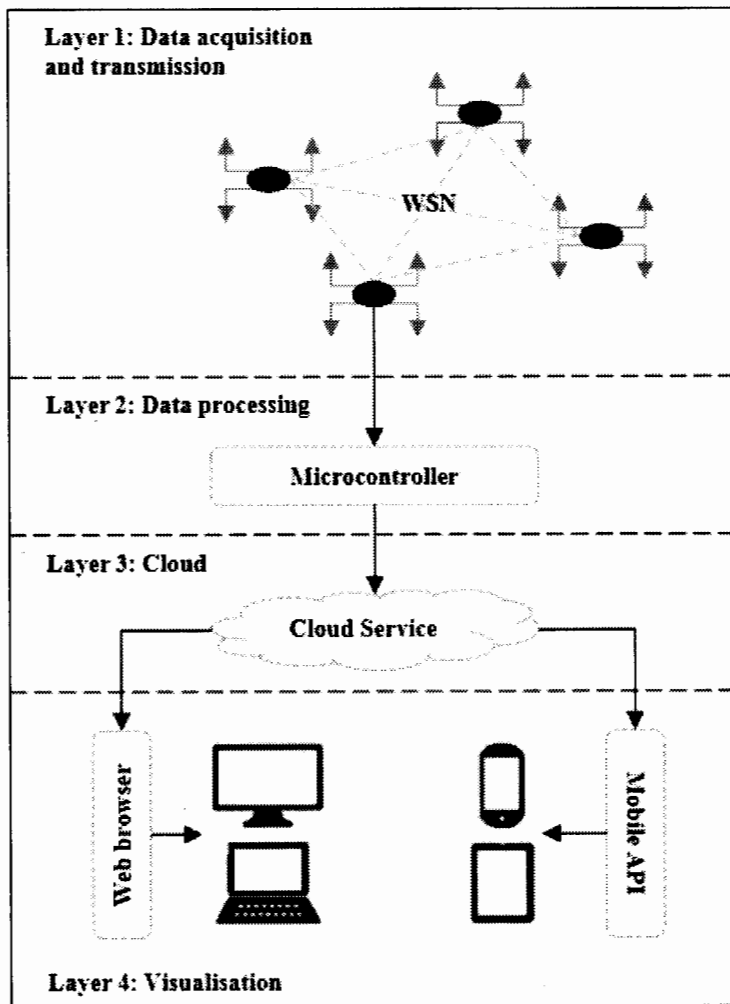 Layer 1: Data acquisition
and transmission
WSN
Layer 2: Data processing
Microcontroller
Layer 3: Cloud
Cloud Service
Web browser
Mobile API
Layer 4: Visualisation